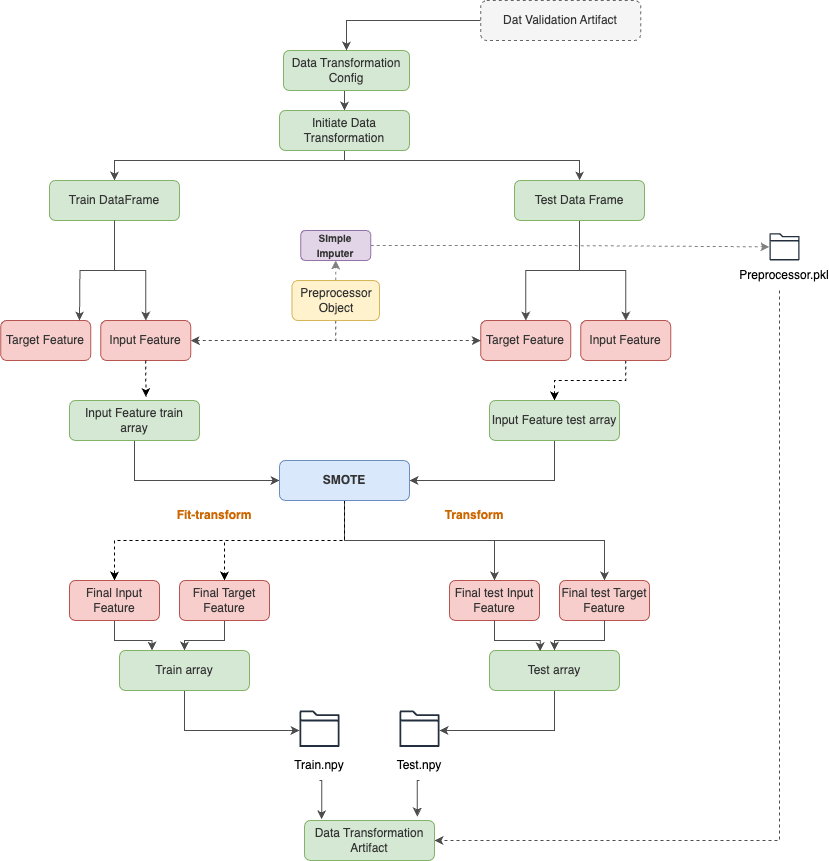 Dat Validation Artifact
Data Transformation
Config
Initiate Data
Transformation
Train DataFrame
Test Data Frame
Simple
Imputer
Preprocessor.pkl
Preprocessor
Object
Target Feature
Input Feature
Target Feature
Input Feature
Input Feature train
array
Input Feature test array
SMOTE
Fit-transform
Transform
Final Input
Feature
Final Target
Feature
Final test Input
Feature
Final test Target
Feature
Train array
Test array
Train.npy
Test.npy
Data Transformation
Artifact